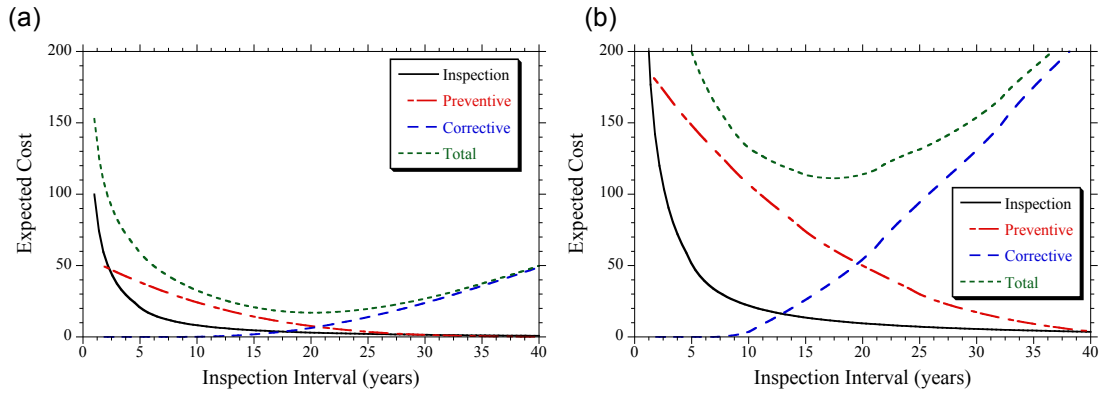 (a)
(b)
200
150
100
50
0
Expected Cost
0 5 10 15 20 25 30 35 40
Inspection Interval (years)
Inspection
Preventive
Corrective
Total
200
150
100
50
0
Expected Cost
0 5 10 15 20 25 30 35 40
Inspection Interval (years)
Inspection
Preventive
Corrective
Total